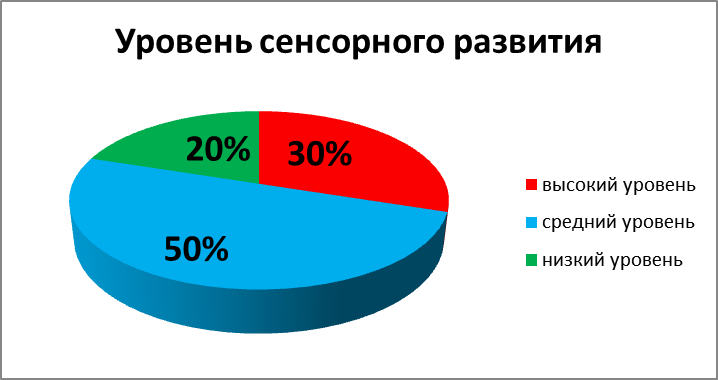 Уровень сенсорного развития
20%
30%
50%
высокий уровень
средний уровень
низкий уровень